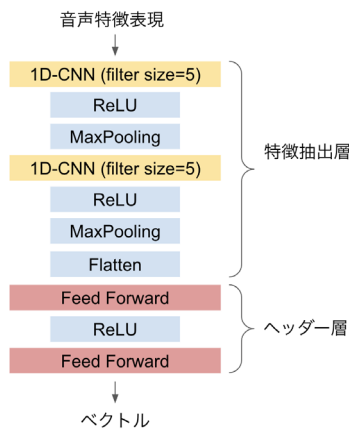 音声特徴表現
1D-CNN (filter size=5)
ReLU
MaxPooling
1D-CNN (filter size=5)
特徴抽出層
ReLU
MaxPooling
Flatten
Feed Forward
ReLU
ヘッダー層
Feed Forward
ベクトル